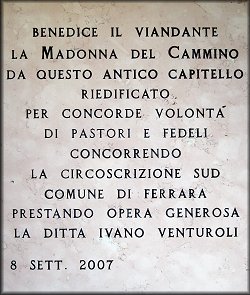 BENEDICE IL VIANDANTE
LA MADONNA DEL CAMMINO
DA QUESTO ANTICO CAPITELLO
RIEDIFICATO
PER CONCORDE VOLONTA'
DI PASTORI E FEDELI
CONCORRENDO
LA CIRCOSCRIZIONE SUD
COMUNE DI FERRARA
PRESTANDO OPERA GENEROSA
LA DITTA IVANO VENTUROLI
8 SETT. 2007